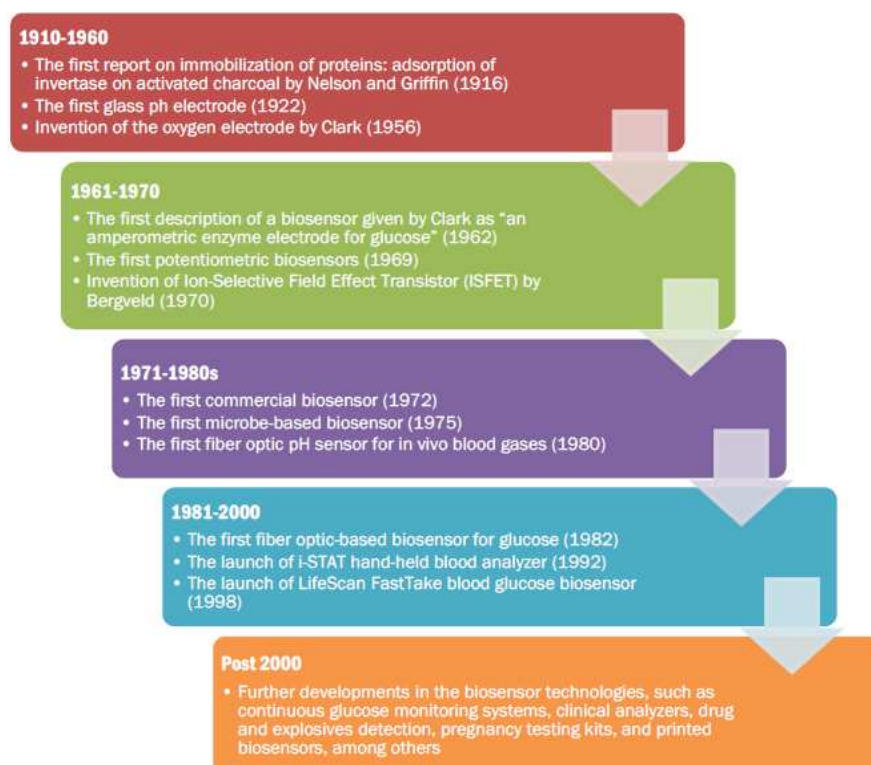 1910-1960
• The first report on immobilization of proteins: adsorption of
invertase on activated charcoal by Nelson and Griffin (1916)
• The first glass ph electrode (1922)
• Invention of the oxygen electrode by Clark (1956)
1961-1970
• The first description of a biosensor given by Clark as “an
amperometric enzyme electrode for glucose” (1962)
• The first potentiometric biosensors (1969)
• Invention of Ion-Selective Field Effect Transistor (ISFET) by
Bergveld (1970)
1971-1980s
• The first commercial biosensor (1972)
• The first microbe-based biosensor (1975)
• The first fiber optic pH sensor for in vivo blood gases (1980)
1981-2000
• The first fiber optic-based biosensor for glucose (1982)
• The launch of i-STAT hand-held blood analyzer (1992)
• The launch of LifeScan FastTake blood glucose biosensor
(1998)
Post 2000
• Further developments in the biosensor technologies, such as
continuous glucose monitoring systems, clinical analyzers, drug
and explosives detection, pregnancy testing kits, and printed
biosensors, among others